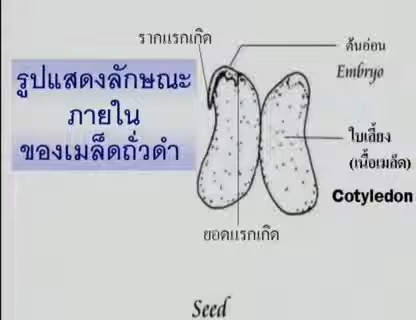 รากแรกเกิด
ต้นอ่อน
Embryo
รูปแสดงลักษณะ
ภายใน
ของเมล็ดถั่วดำ
ใบเลี้ยง
(เนื้อเมล็ด)
Cotyledon
ยอดแรกเกิด
Seed